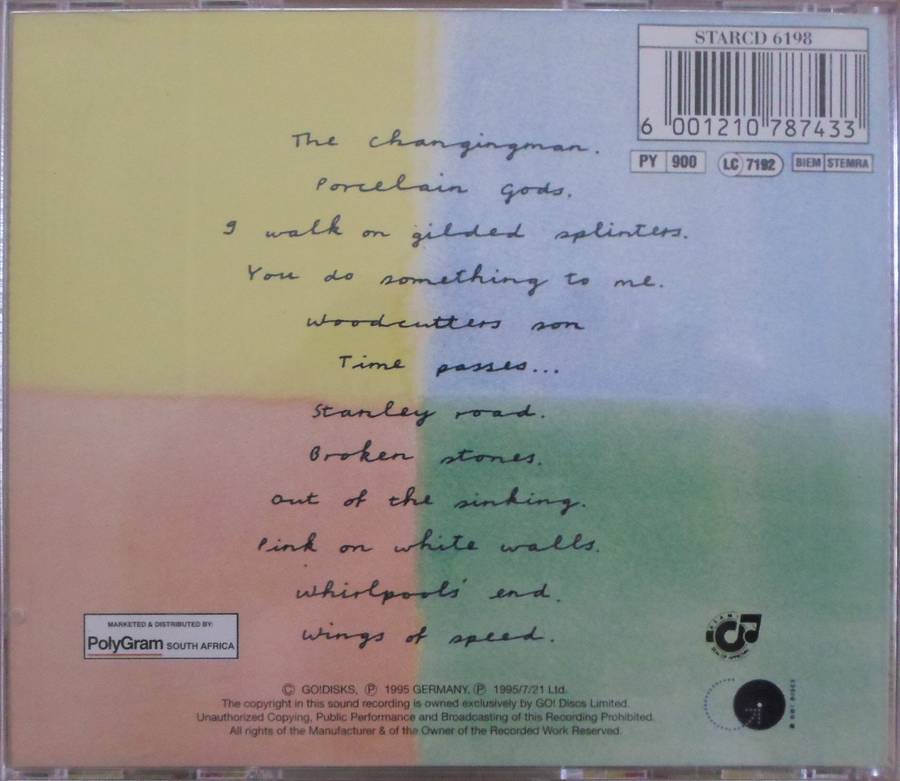 STARCD 6198
6 001210 787433
PY 900
LC 7192
BIEM STEMRA
The changingman.
Porcelain gods.
I walk on gilded splinters.
You do something to me.
Woodcutters son
Time passes...
Stanley road.
Broken stones.
Out of the sinking.
Pink on white walls.
Whirlpools' end.
Wings of speed.
MARKETED & DISTRIBUTED BY:
PolyGram SOUTH AFRICA
© GO!DISKS, ℗ 1995 GERMANY, ℗ 1995/7/21 Ltd.
The copyright in this sound recording is owned exclusively by GO! Discs Limited.
Unauthorized Copying, Public Performance and Broadcasting of this Recording Prohibited.
All rights of the Manufacturer & of the Owner of the Recorded Work Reserved.